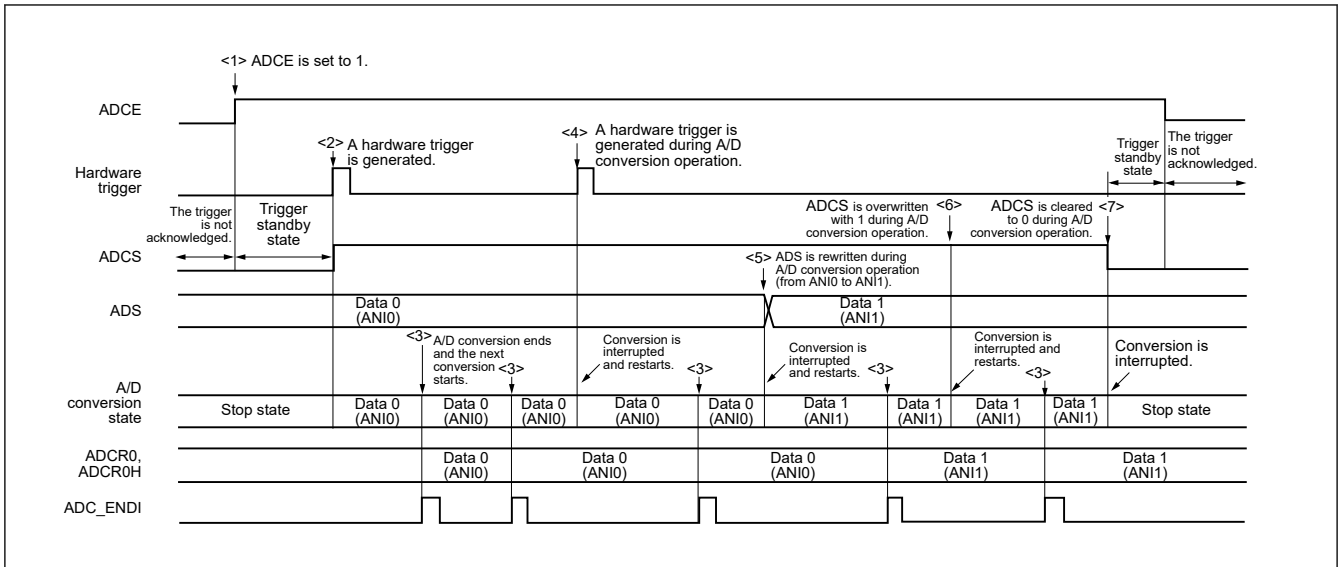 <1> ADCE is set to 1.
ADCE
<2> A hardware trigger
is generated.
<4> A hardware trigger is
generated during A/D
conversion operation.
Trigger
standby
state
The trigger
is not
acknowledged.
Hardware
trigger
The trigger
is not
acknowledged.
Trigger
standby
state
ADCS is overwritten <6>
with 1 during A/D
conversion operation.
ADCS is cleared <7>
to 0 during A/D
conversion operation.
ADCS
<5> ADS is rewritten during
A/D conversion operation
(from ANI0 to ANI1).
ADS
Data 0
(ANI0)
Data 1
(ANI1)
<3> A/D conversion ends
and the next
conversion
starts. <3>
Conversion is
interrupted
and restarts.
<3>
Conversion is
interrupted
and restarts.
<3>
Conversion is
interrupted and
restarts.
<3>
Conversion is
interrupted.
A/D
conversion
state
Stop state
Data 0
(ANI0)
Data 0
(ANI0)
Data 0
(ANI0)
Data 0
(ANI0)
Data 0
(ANI0)
Data 1
(ANI1)
Data 1
(ANI1)
Data 1
(ANI1)
Data 1
(ANI1)
Stop state
ADCR0,
ADCR0H
Data 0
(ANI0)
Data 0
(ANI0)
Data 0
(ANI0)
Data 1
(ANI1)
Data 1
(ANI1)
ADC_ENDI